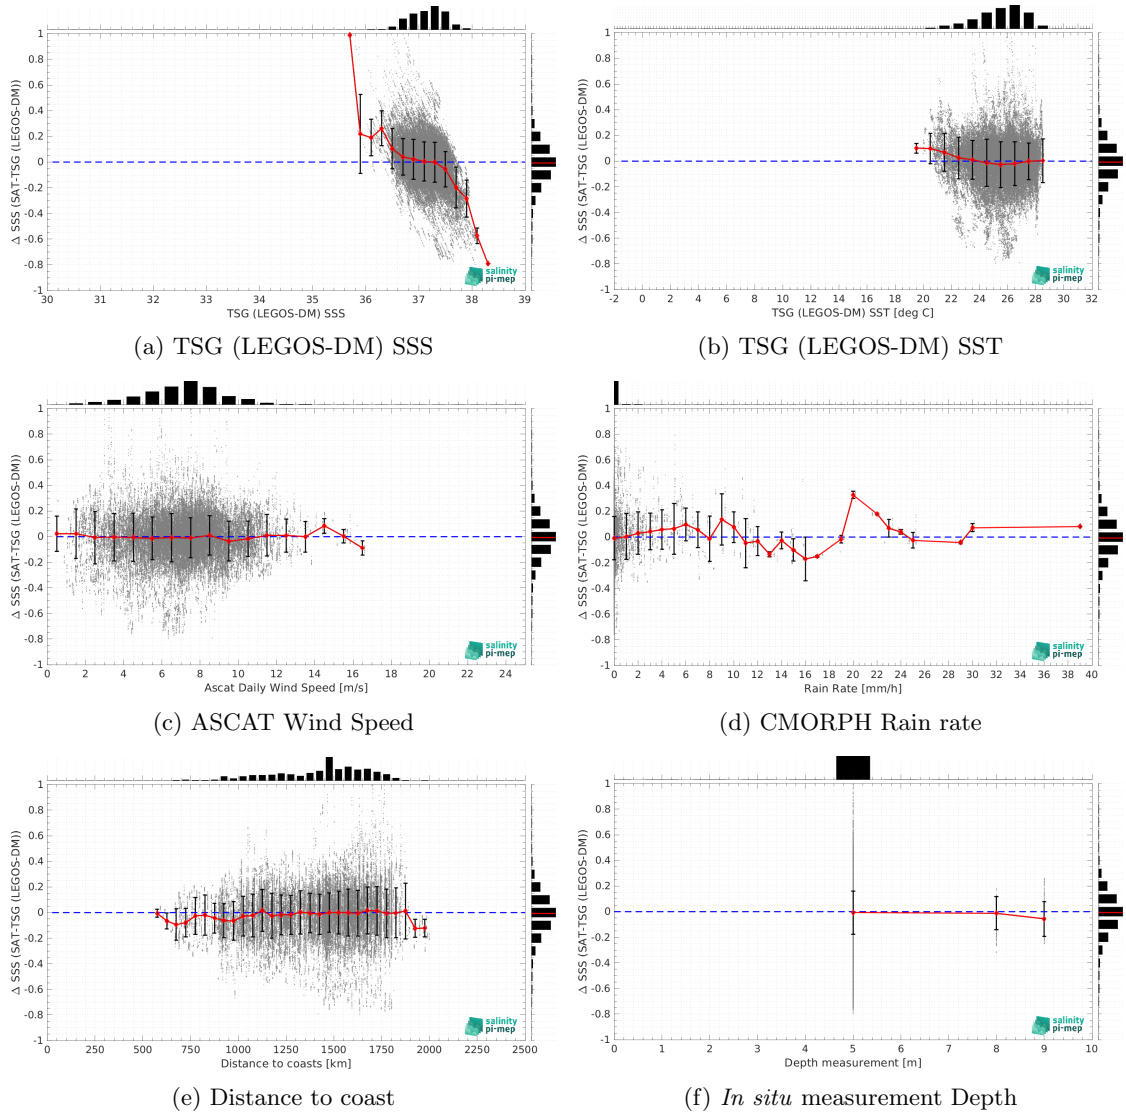 1
0.8
0.6
0.4
0.2
0
-0.2
-0.4
-0.6
-0.8
-1
Δ SSS (SAT-TSG (LEGOS-DM))
salinity
pi-mep
30 31 32 33 34 35 36 37 38 39
TSG (LEGOS-DM) SSS
(a) TSG (LEGOS-DM) SSS
1
0.8
0.6
0.4
0.2
0
-0.2
-0.4
-0.6
-0.8
-1
Δ SSS (SAT-TSG (LEGOS-DM))
salinity
pi-mep
-2 0 2 4 6 8 10 12 14 16 18 20 22 24 26 28 30 32
TSG (LEGOS-DM) SST [deg C]
(b) TSG (LEGOS-DM) SST
1
0.8
0.6
0.4
0.2
0
-0.2
-0.4
-0.6
-0.8
-1
Δ SSS (SAT-TSG (LEGOS-DM))
salinity
pi-mep
0 2 4 6 8 10 12 14 16 18 20 22 24
Ascat Daily Wind Speed [m/s]
(c) ASCAT Wind Speed
1
0.8
0.6
0.4
0.2
0
-0.2
-0.4
-0.6
-0.8
-1
Δ SSS (SAT-TSG (LEGOS-DM))
salinity
pi-mep
0 2 4 6 8 10 12 14 16 18 20 22 24 26 28 30 32 34 36 38 40
Rain Rate [mm/h]
(d) CMORPH Rain rate
1
0.8
0.6
0.4
0.2
0
-0.2
-0.4
-0.6
-0.8
-1
Δ SSS (SAT-TSG (LEGOS-DM))
salinity
pi-mep
0 250 500 750 1000 1250 1500 1750 2000 2250 2500
Distance to coasts [km]
(e) Distance to coast
1
0.8
0.6
0.4
0.2
0
-0.2
-0.4
-0.6
-0.8
-1
Δ SSS (SAT-TSG (LEGOS-DM))
salinity
pi-mep
0 1 2 3 4 5 6 7 8 9 10
Depth measurement [m]
(f) In situ measurement Depth